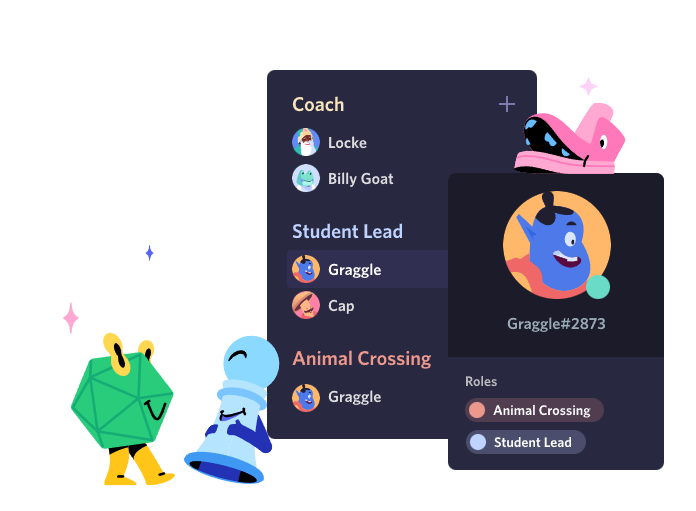 Coach
Locke
Billy Goat
Student Lead
Graggle
Cap
Animal Crossing
Graggle
Graggle#2873
Roles
Animal Crossing
Student Lead